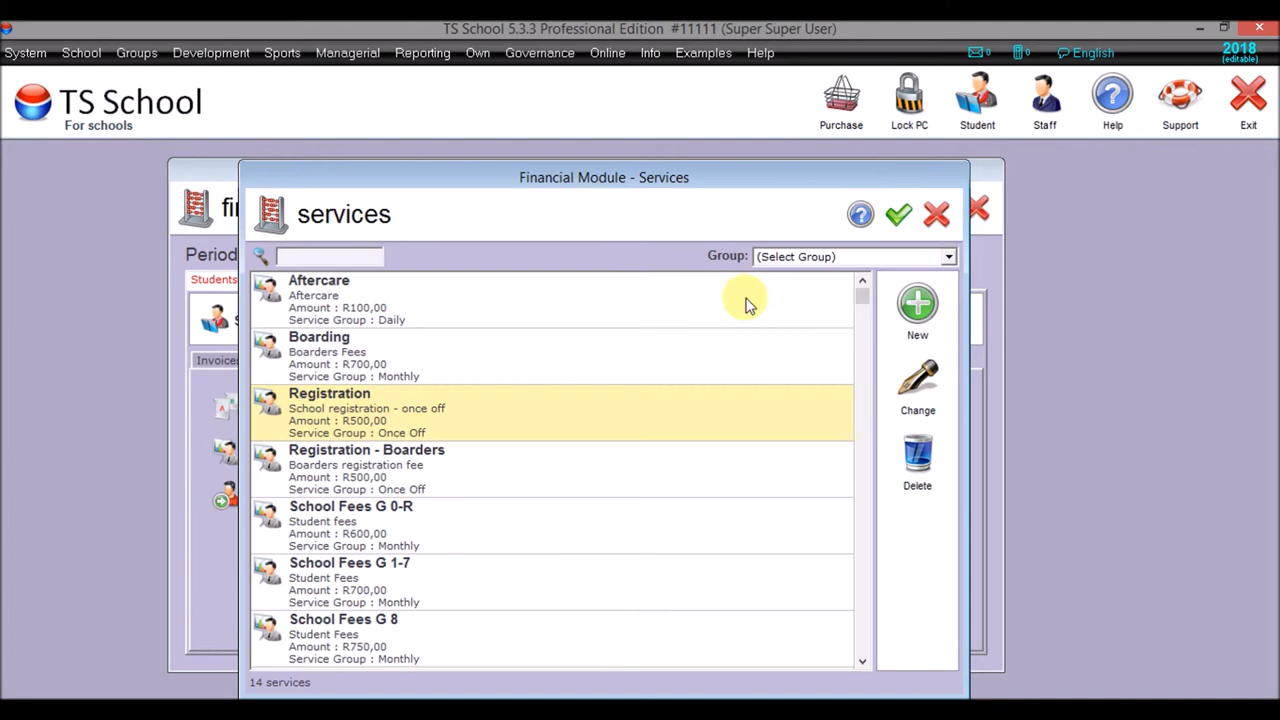 TS School 5.3.3 Professional Edition #11111 (Super Super User)
System School Groups Development Sports Managerial Reporting Own Governance Online Info Examples Help 0 0 English 2018
(editable)
TS School
For schools
Purchase Lock PC Student Staff Help Support Exit
Financial Module - Services
services
Period
Students
Invoices
Group: (Select Group)
Aftercare
Aftercare
Amount : R100,00
Service Group : Daily
Boarding
Boarders Fees
Amount : R700,00
Service Group : Monthly
Registration
School registration - once off
Amount : R500,00
Service Group : Once Off
Registration - Boarders
Boarders registration fee
Amount : R500,00
Service Group : Once Off
School Fees G 0-R
Student fees
Amount : R600,00
Service Group : Monthly
School Fees G 1-7
Student Fees
Amount : R700,00
Service Group : Monthly
School Fees G 8
Student Fees
Amount : R750,00
Service Group : Monthly
New
Change
Delete
14 services